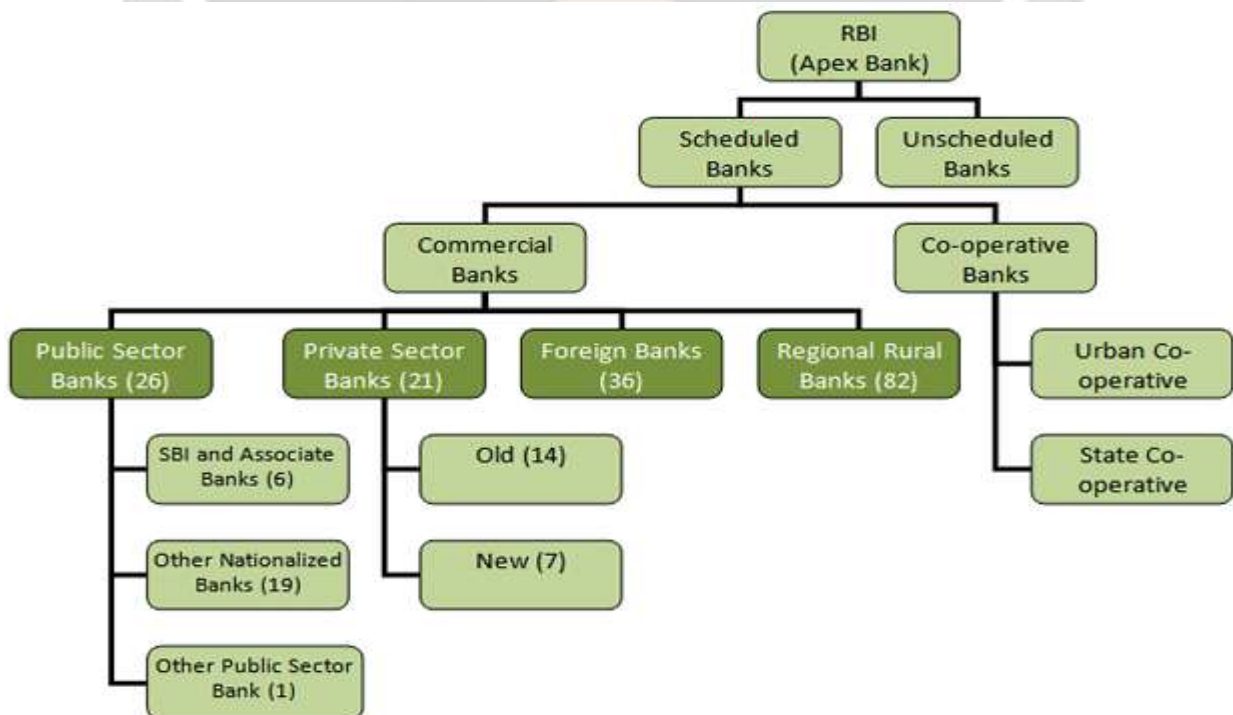 RBI
(Apex Bank)
Scheduled
Banks
Unscheduled
Banks
Commercial
Banks
Co-operative
Banks
Public Sector
Banks (26)
Private Sector
Banks (21)
Foreign Banks
(36)
Regional Rural
Banks (82)
Urban Co-
operative
SBI and Associate
Banks (6)
Old (14)
State Co-
operative
Other Nationalized
Banks (19)
New (7)
Other Public Sector
Bank (1)